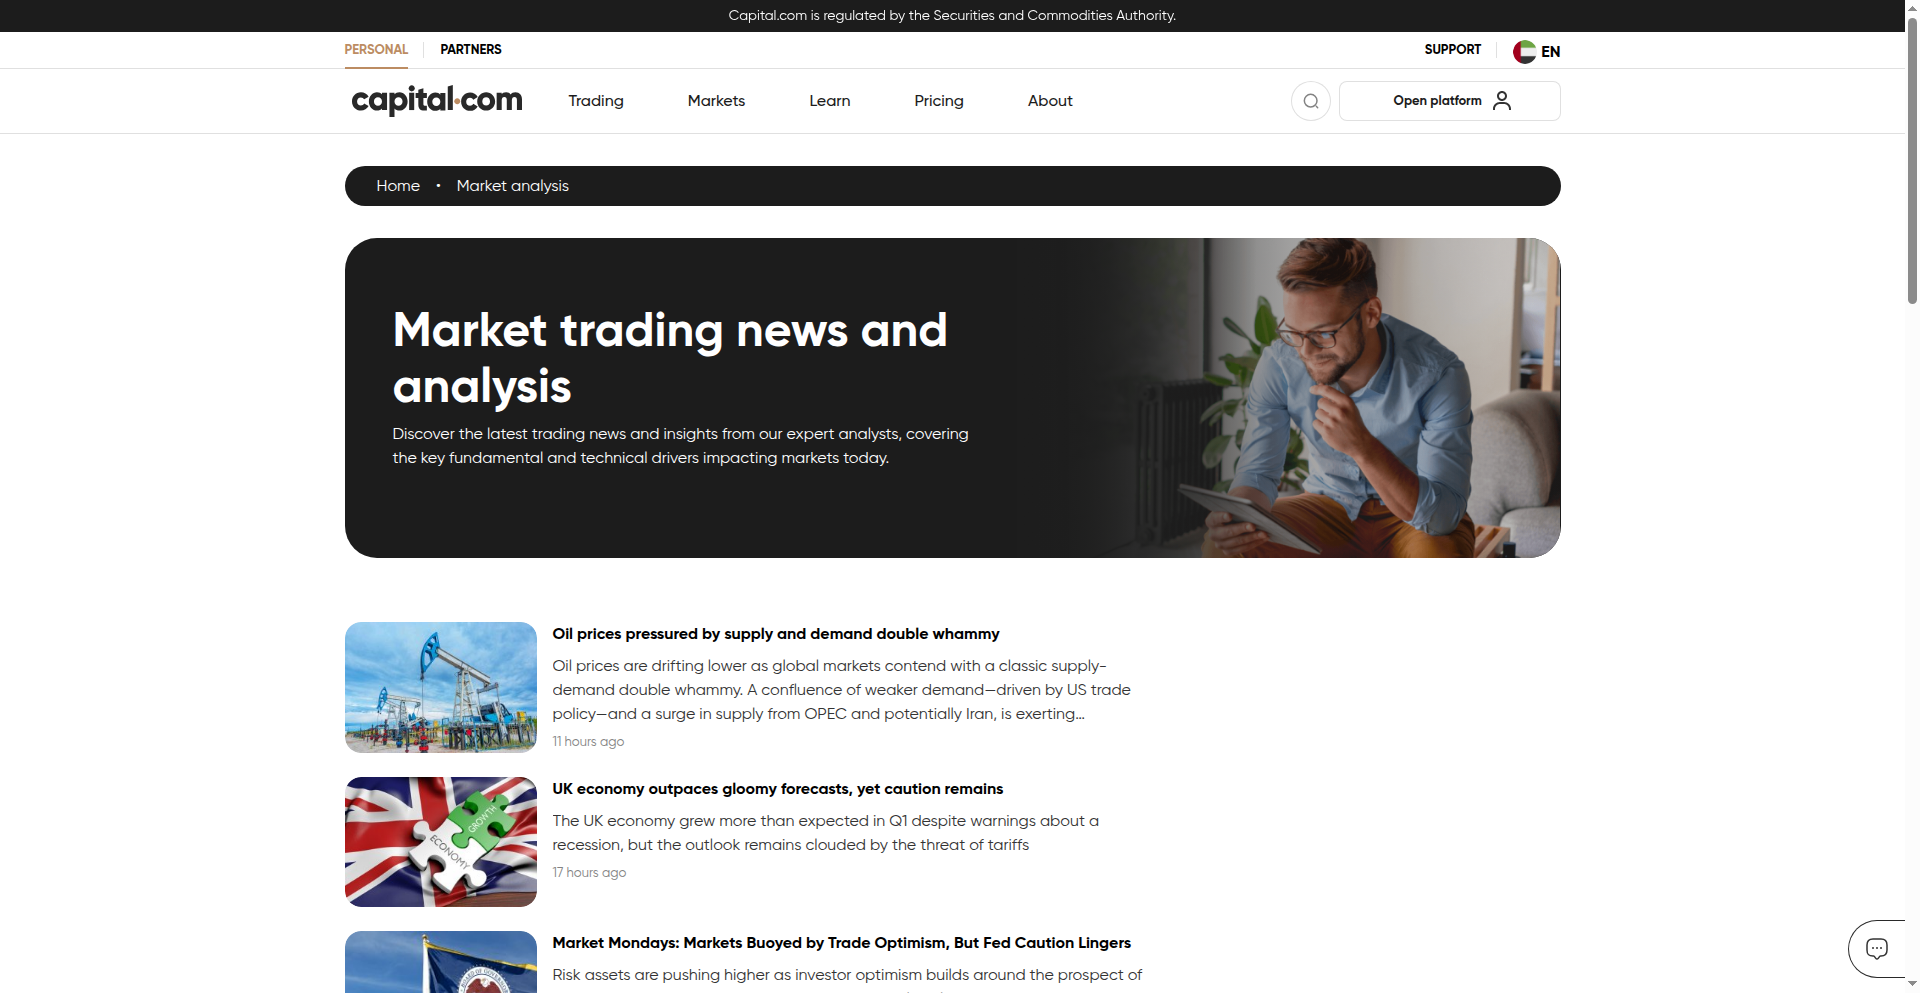 Capital.com is regulated by the Securities and Commodities Authority.
PERSONAL
PARTNERS
SUPPORT
EN
capital.com
Trading
Markets
Learn
Pricing
About
Open platform
Home • Market analysis
Market trading news and
analysis
Discover the latest trading news and insights from our expert analysts, covering
the key fundamental and technical drivers impacting markets today.
Oil prices pressured by supply and demand double whammy
Oil prices are drifting lower as global markets contend with a classic supply-
demand double whammy. A confluence of weaker demand—driven by US trade
policy—and a surge in supply from OPEC and potentially Iran, is exerting...
11 hours ago
GROWTH
ECONOMY
UK economy outpaces gloomy forecasts, yet caution remains
The UK economy grew more than expected in Q1 despite warnings about a
recession, but the outlook remains clouded by the threat of tariffs
17 hours ago
Market Mondays: Markets Buoyed by Trade Optimism, But Fed Caution Lingers
Risk assets are pushing higher as investor optimism builds around the prospect of